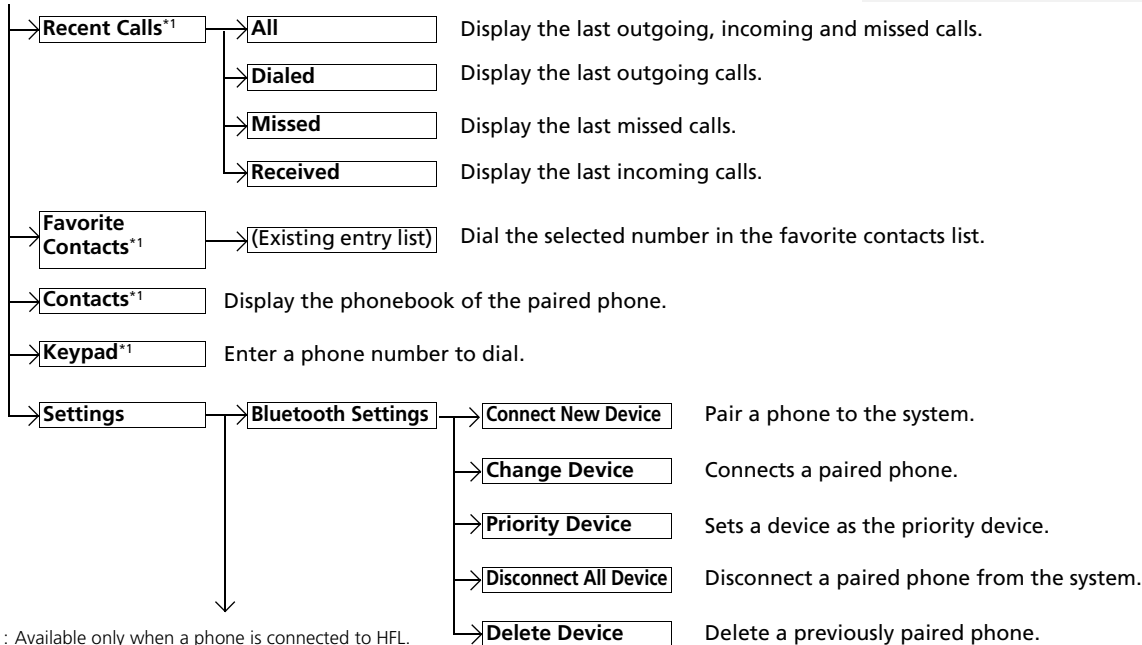 Recent Calls*1 All Display the last outgoing, incoming and missed calls.
Dialed Display the last outgoing calls.
Missed Display the last missed calls.
Received Display the last incoming calls.
Favorite
Contacts*1 (Existing entry list) Dial the selected number in the favorite contacts list.
Contacts*1 Display the phonebook of the paired phone.
Keypad*1 Enter a phone number to dial.
Settings Bluetooth Settings Connect New Device Pair a phone to the system.
Change Device Connects a paired phone.
Priority Device Sets a device as the priority device.
Disconnect All Device Disconnect a paired phone from the system.
Delete Device Delete a previously paired phone.
: Available only when a phone is connected to HFL.